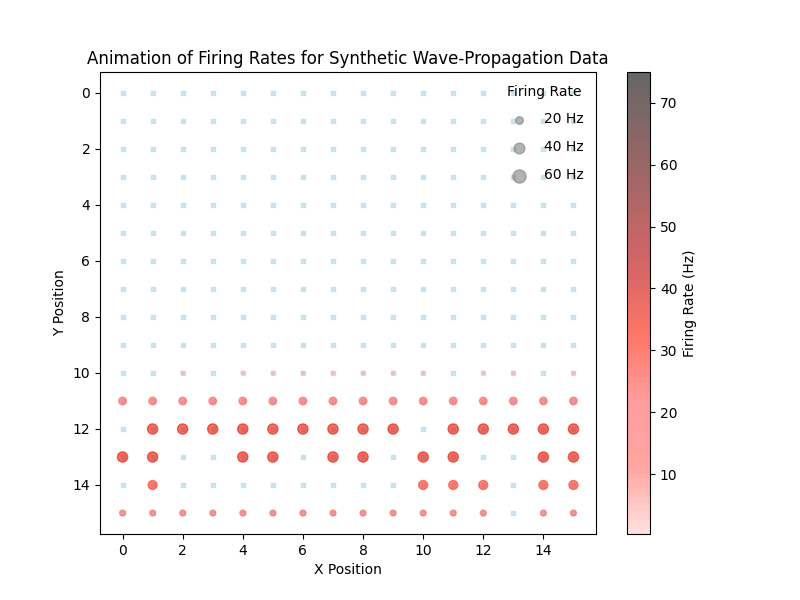 Animation of Firing Rates for Synthetic Wave-Propagation Data
Firing Rate
20 Hz
40 Hz
60 Hz
0
2
4
6
8
10
12
14
Y Position
0
2
4
6
8
10
12
14
X Position
70
60
50
40
30
20
10
Firing Rate (Hz)